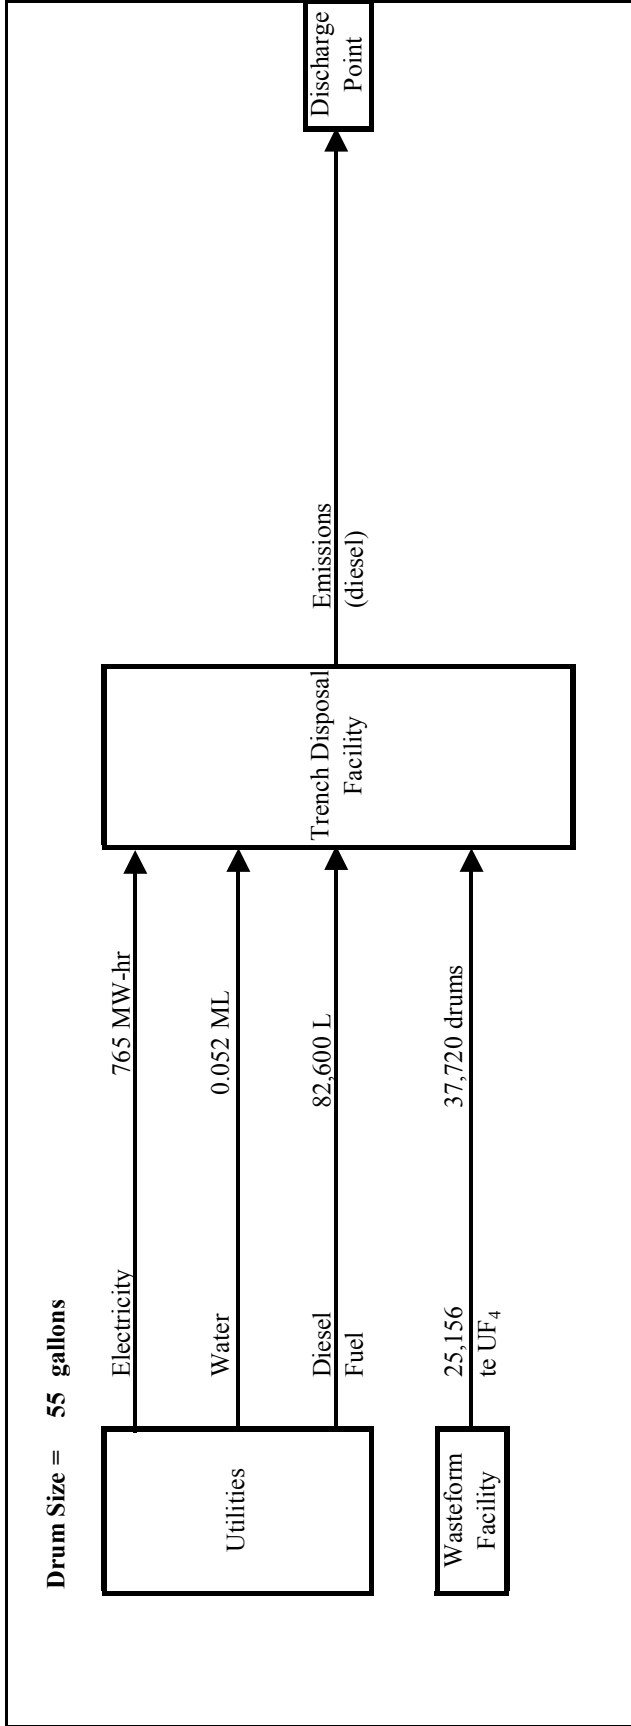 Drum Size = 55 gallons
Utilities
Electricity 765 MW-hr
Water 0.052 ML
Diesel 82,600 L
Fuel
Wasteform
Facility
25,156 37,720 drums
te UF₄
Trench Disposal
Facility
Emissions
(diesel)
Discharge
Point